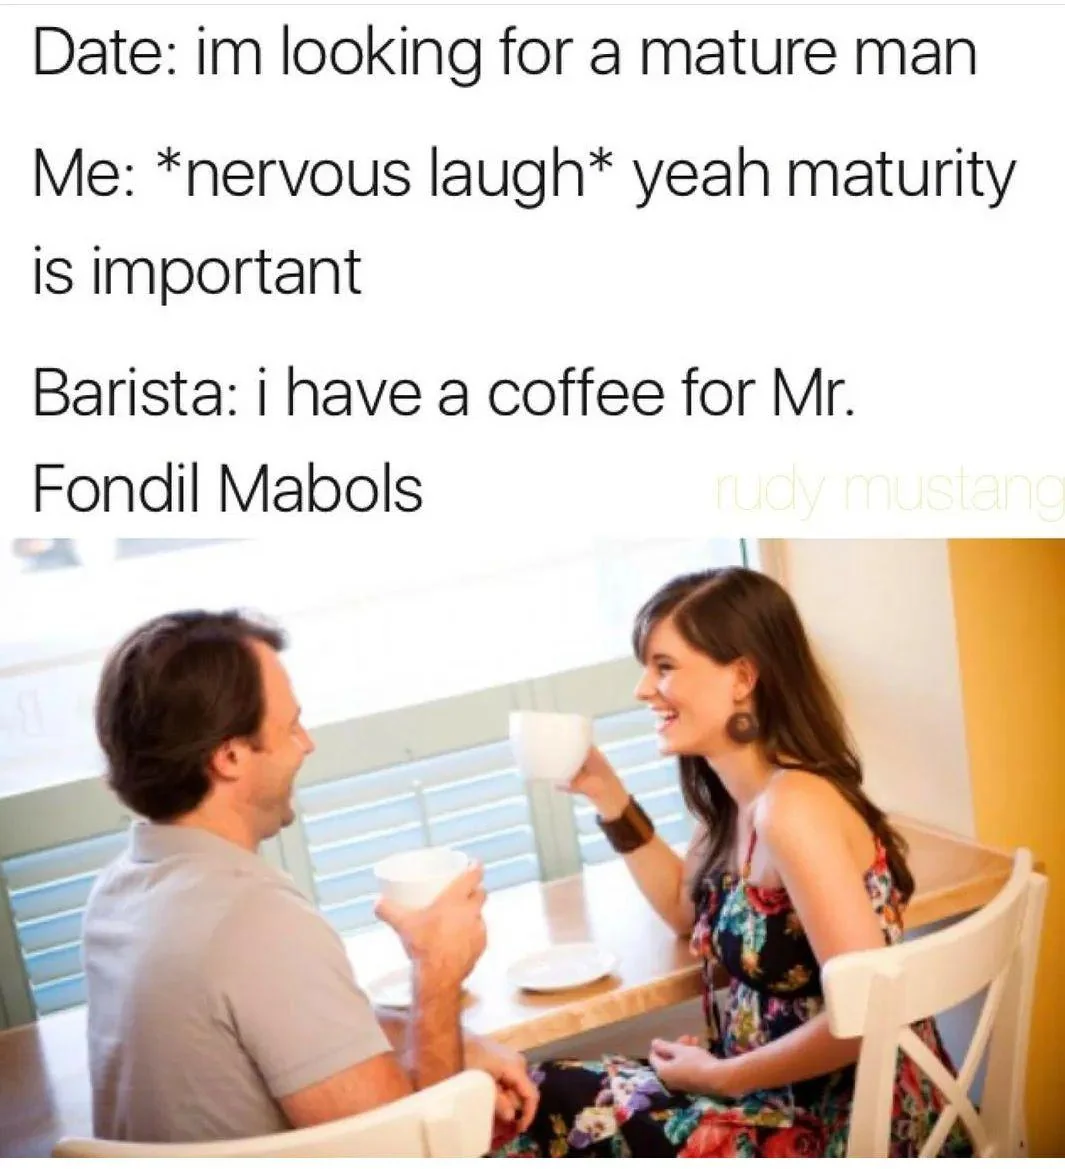 Date: im looking for a mature man
Me: *nervous laugh* yeah maturity
is important
Barista: i have a coffee for Mr.
Fondil Mabols
rudy mustang